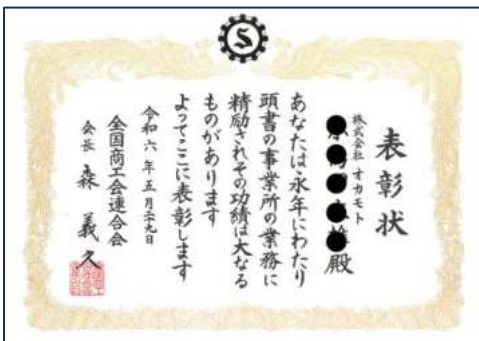 S
表彰状
株式会社 オカモト
殿
あなたは永年にわたり
頭書の事業所の業務に
精励されその功績は大なる
ものがあります
よってここに表彰します
令和六年五月二十九日
全国商工会連合会
会長 森 義久